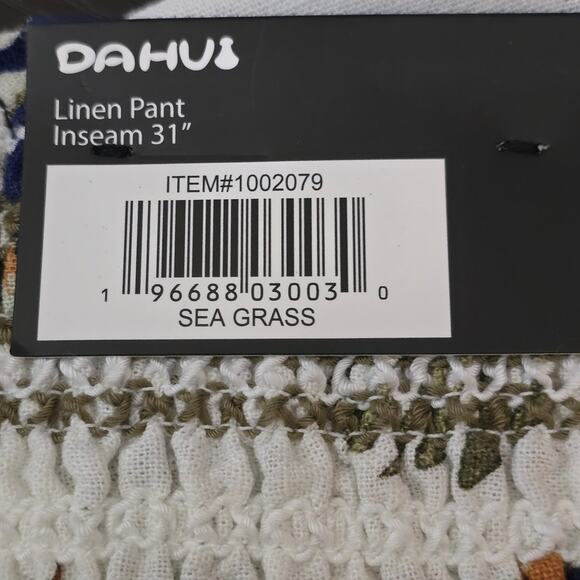 DAHUI
Linen Pant
Inseam 31”
ITEM#1002079
1 96688 03003 0
SEA GRASS